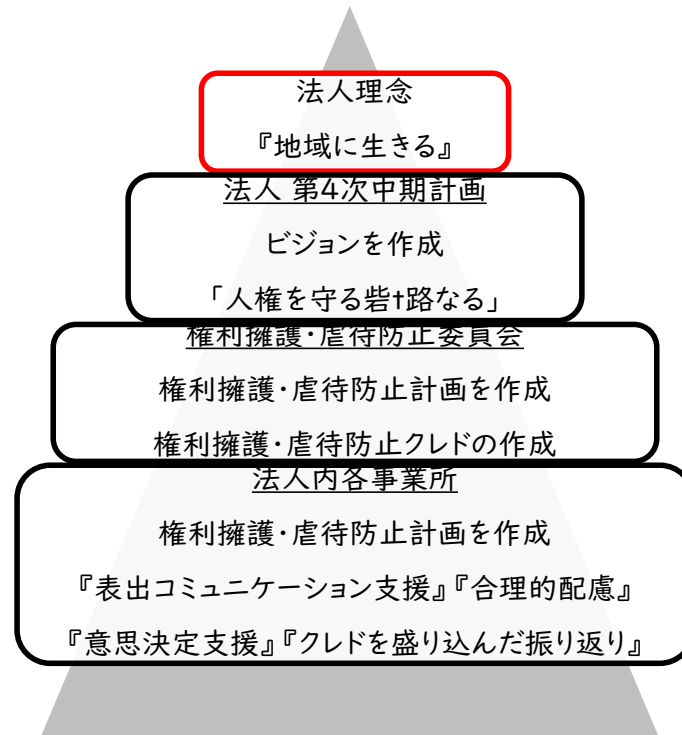 法人理念
『地域に生きる』
法人 第4次中期計画
ビジョンを作成
「人権を守る砦†路なる」
権利擁護・虐待防止委員会
権利擁護・虐待防止計画を作成
権利擁護・虐待防止クレドの作成
法人内各事業所
権利擁護・虐待防止計画を作成
『表出コミュニケーション支援』『合理的配慮』
『意思決定支援』『クレドを盛り込んだ振り返り』